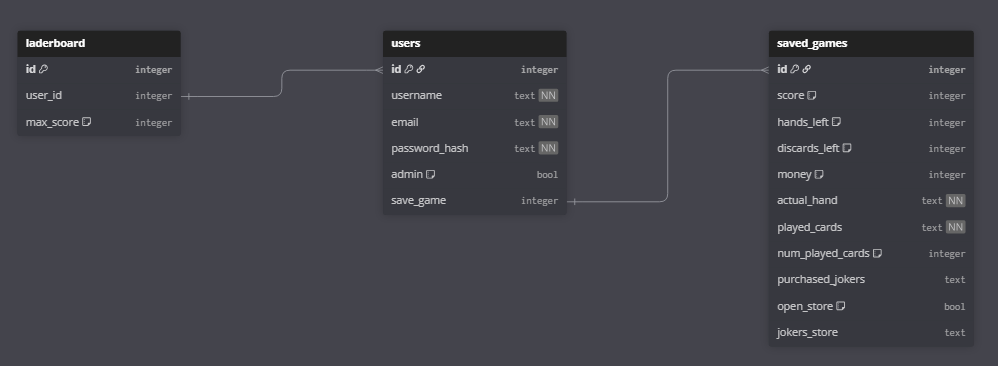 laderboard
id integer
user_id integer
max_score integer
users
id integer
username text NN
email text NN
password_hash text NN
admin bool
save_game integer
saved_games
id integer
score integer
hands_left integer
discards_left integer
money integer
actual_hand text NN
played_cards text NN
num_played_cards integer
purchased_jokers text
open_store bool
jokers_store text